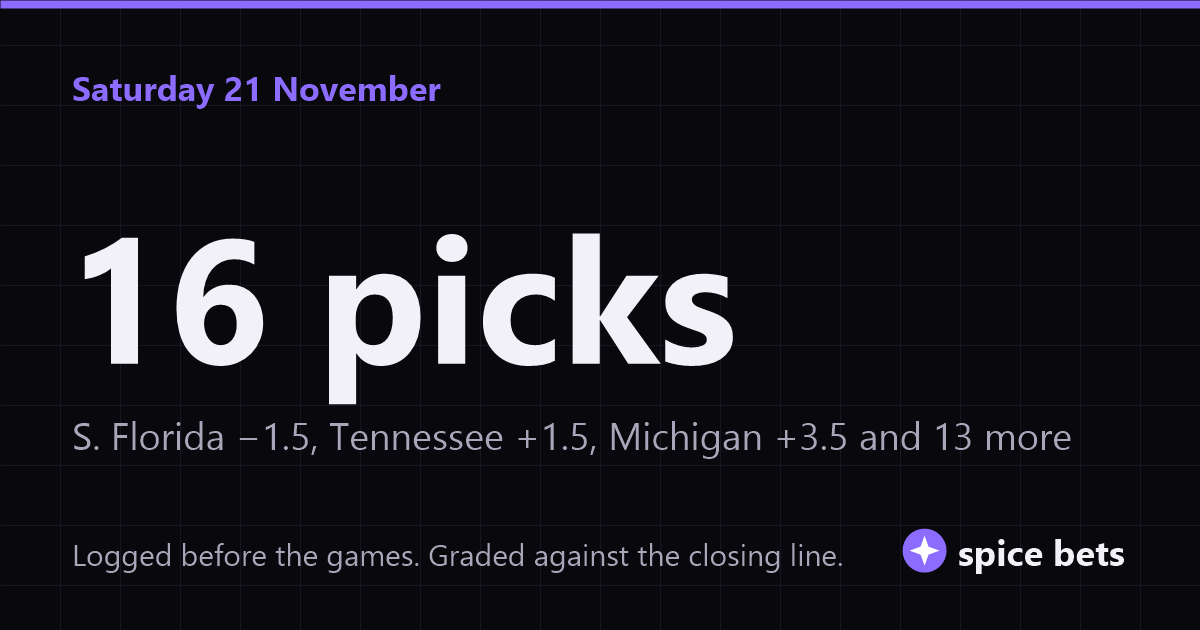 Saturday 21 November
16 picks
S. Florida −1.5, Tennessee +1.5, Michigan +3.5 and 13 more
Logged before the games. Graded against the closing line.
spice bets